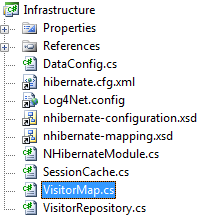 Infrastructure
Properties
References
DataConfig.cs
hibernate.cfg.xml
Log4Net.config
nhibernate-configuration.xsd
nhibernate-mapping.xsd
NHibernateModule.cs
SessionCache.cs
VisitorMap.cs
VisitorRepository.cs